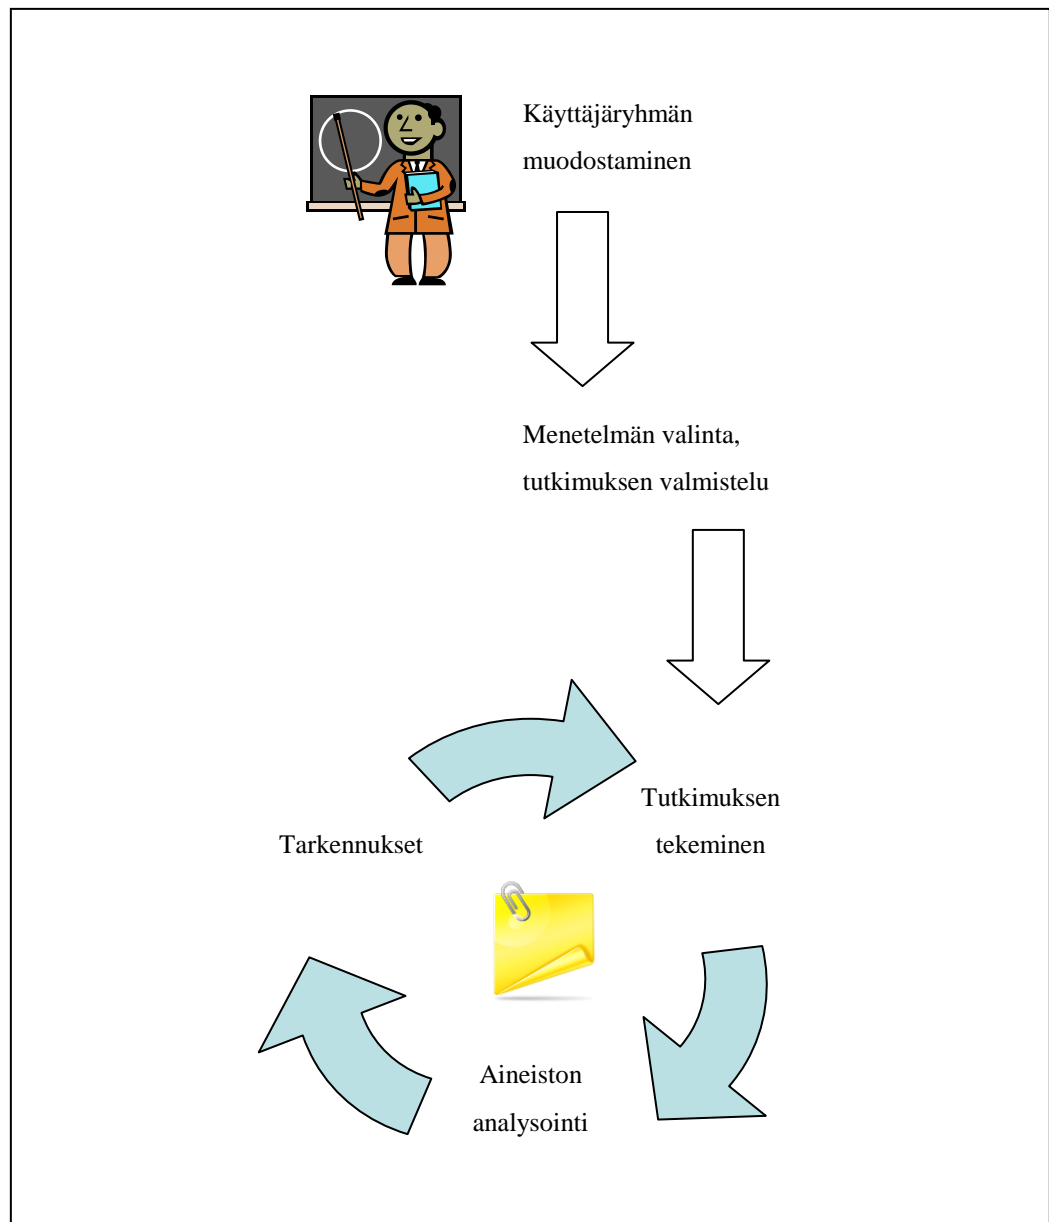 Käyttäjäryhmän
muodostaminen
Menetelmän valinta,
tutkimuksen valmistelu
Tutkimuksen
tekeminen
Tarkennukset
Aineiston
analysointi